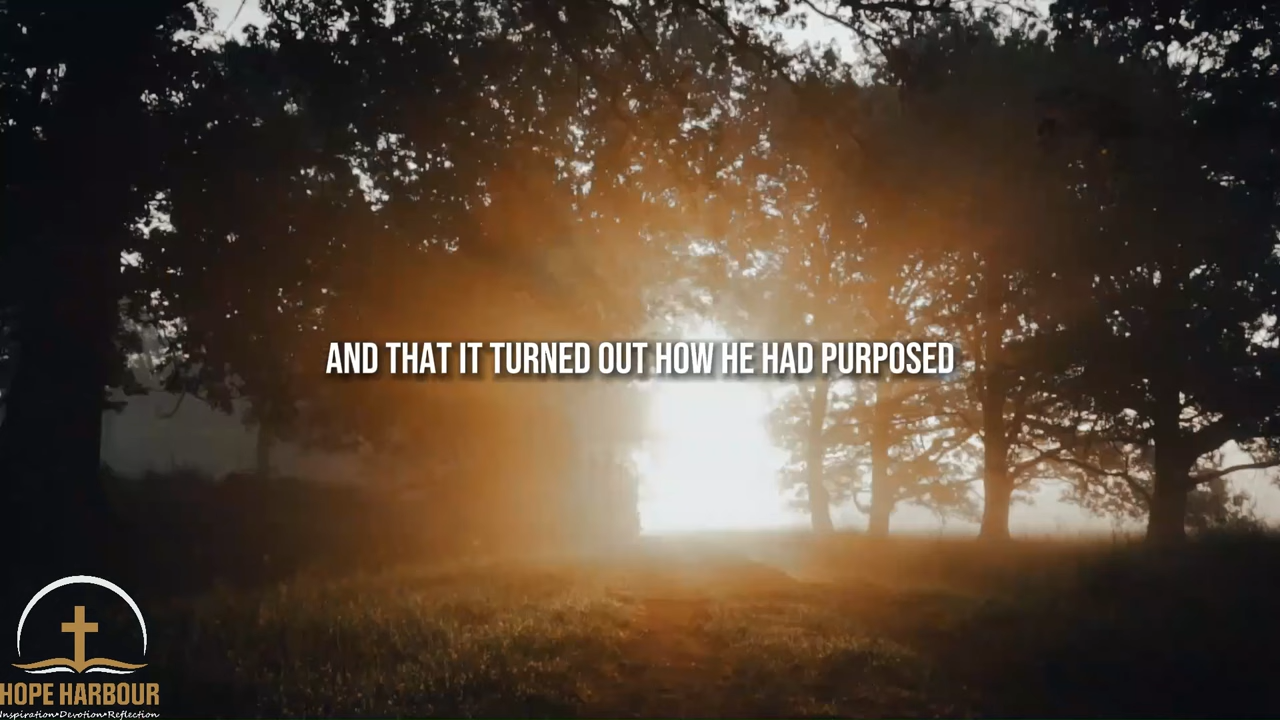 AND THAT IT TURNED OUT HOW HE HAD PURPOSED
HOPE HARBOUR
Inspiration•Devotion•Reflection